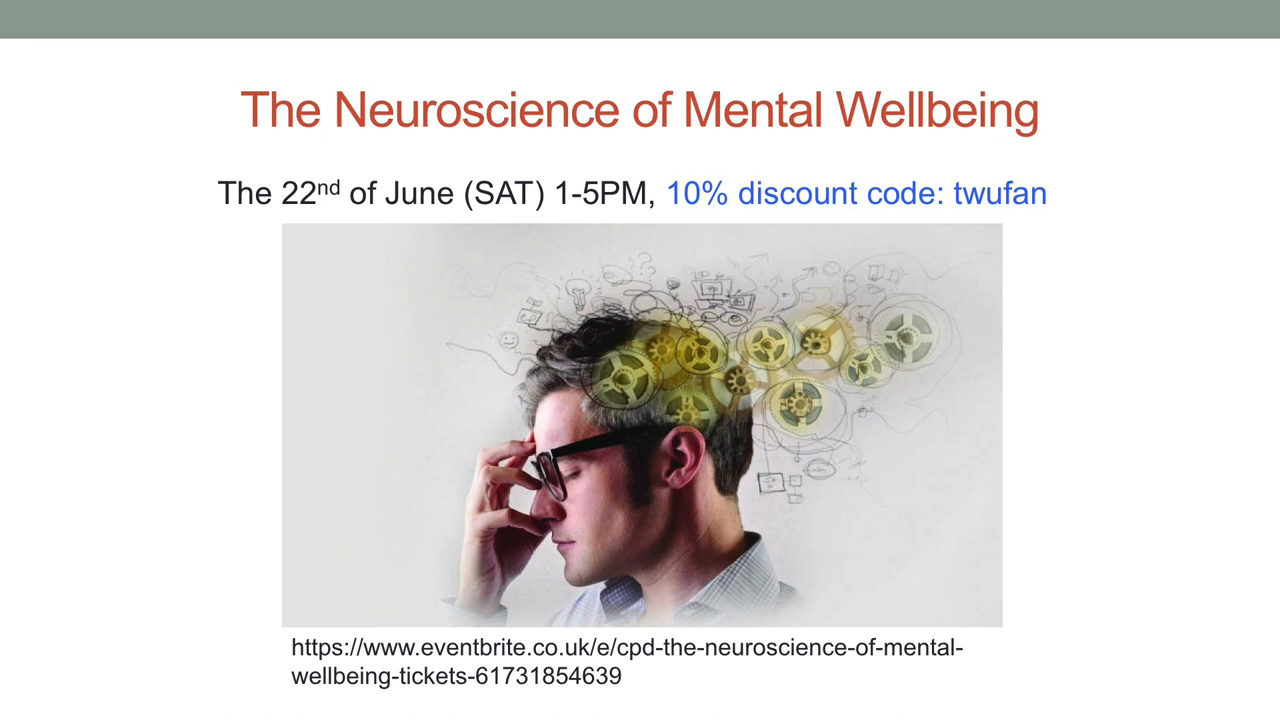 The Neuroscience of Mental Wellbeing
The 22nd of June (SAT) 1-5PM, 10% discount code: twufan
https://www.eventbrite.co.uk/e/cpd-the-neuroscience-of-mental-
wellbeing-tickets-61731854639